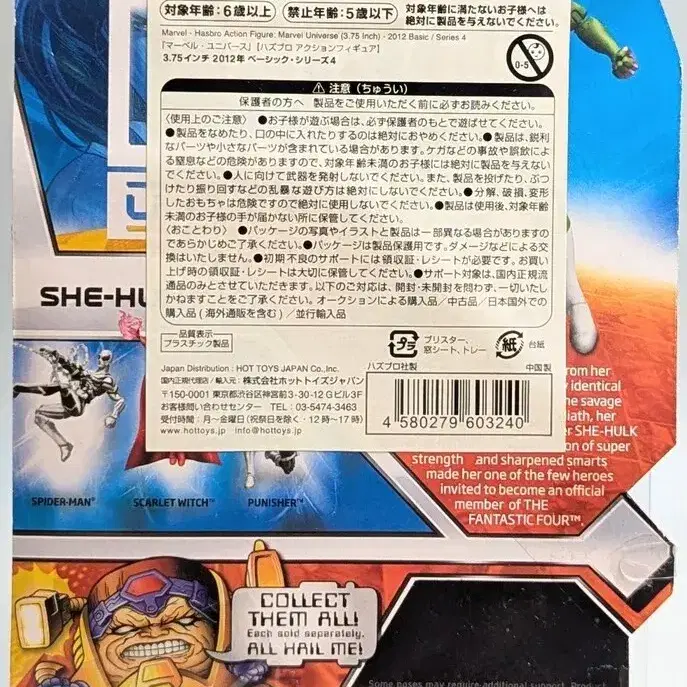 対象年齢:6歳以上
禁止年齢:5歳以下
対象年齢に満たないお子様へは
絶対に製品を与えないでください。
Marvel - Hasbro Action Figure: Marvel Universe (3.75 Inch) - 2012 Basic / Series 4
「マーベル・ユニバース」【ハズブロ アクションフィギュア】
3.75インチ 2012年 ベーシック・シリーズ4
0-5
注意(ちゅうい)
保護者の方へ 製品をご使用いただく前に必ずお読みください。
〈使用上のご注意〉 ●お子様が遊ぶ場合は、必ず保護者のもとで遊ばせてください。
●製品をなめたり、口の中に入れたりするのは絶対におやめください。●製品は、鋭利
なパーツや小さなパーツが含まれている場合があります。ケガなどの事故や誤飲によ
る窒息などの危険がありますので、対象年齢未満のお子様には絶対に製品を与えない
でください。●人に向けて武器を発射しないでください。また、製品を投げたり、ぶつ
けたり振り回すなどの乱暴な遊び方は絶対にしないでください。●分解、破損、変形
したおもちゃは危険ですので絶対に使用しないでください。●製品は使用後、対象年齢
未満のお子様の手が届かない所に保管してください。
〈おことわり〉 ●パッケージの写真やイラストと製品は一部異なる場合がありますの
であらかじめご了承ください。●パッケージは製品保護用です。ダメージなどによる交
換はいたしません。●初期不良のサポートには領収証・レシートが必要です。お買い
上げ時の領収証・レシートは大切に保管してください。●サポート対象は、国内正規流
通品のみとさせていただきます。以下のご対応は、開封・未開封を問わず、一切いたし
かねますことをご了承ください。オークションによる購入品／中古品／日本国外での
購入品(海外通販を含む)／並行輸入品
品質表示
プラスチック製品
プラ
ブリスター、
窓シート、トレー
紙
台紙
Japan Distribution : HOT TOYS JAPAN Co., Inc.
国内正規代理店／輸入元：株式会社ホットトイズジャパン
〒150-0001 東京都渋谷区神宮前3-31-12 Gビル3F
お客様問い合わせセンター TEL：03-5474-3463
受付時間：月～金曜日(祝祭日を除く・12時～17時)
www.hottoys.jp info@hottoys.jp
ハズブロ社製
中国製
4 580279 603240
SHE-HU
SPIDER-MAN
SCARLET WITCH™
PUNISHER™
from her
identical
he savage
iath, her
SHE-HULK
on of super
strength and sharpened smarts
made her one of the few heroes
invited to become an official
member of THE
FANTASTIC FOUR™
COLLECT
THEM ALL!
Each sold separately.
ALL HAIL ME!
Some poses may require additional support. Product